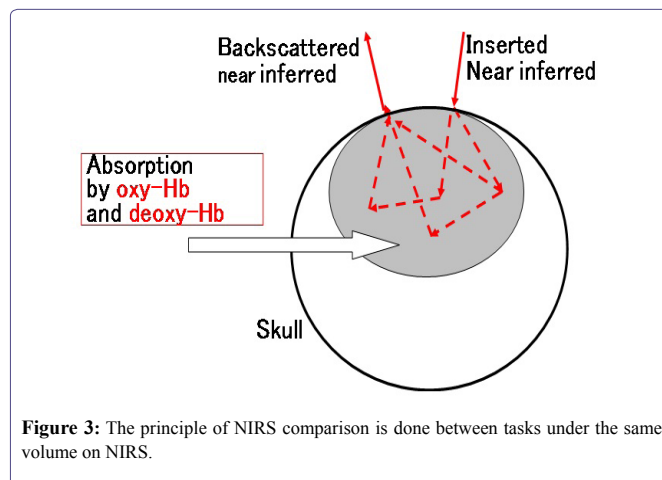 Backscattered
near inferred
Inserted
Near inferred
Absorption
by oxy-Hb
and deoxy-Hb
Skull
Figure 3: The principle of NIRS comparison is done between tasks under the same
volume on NIRS.